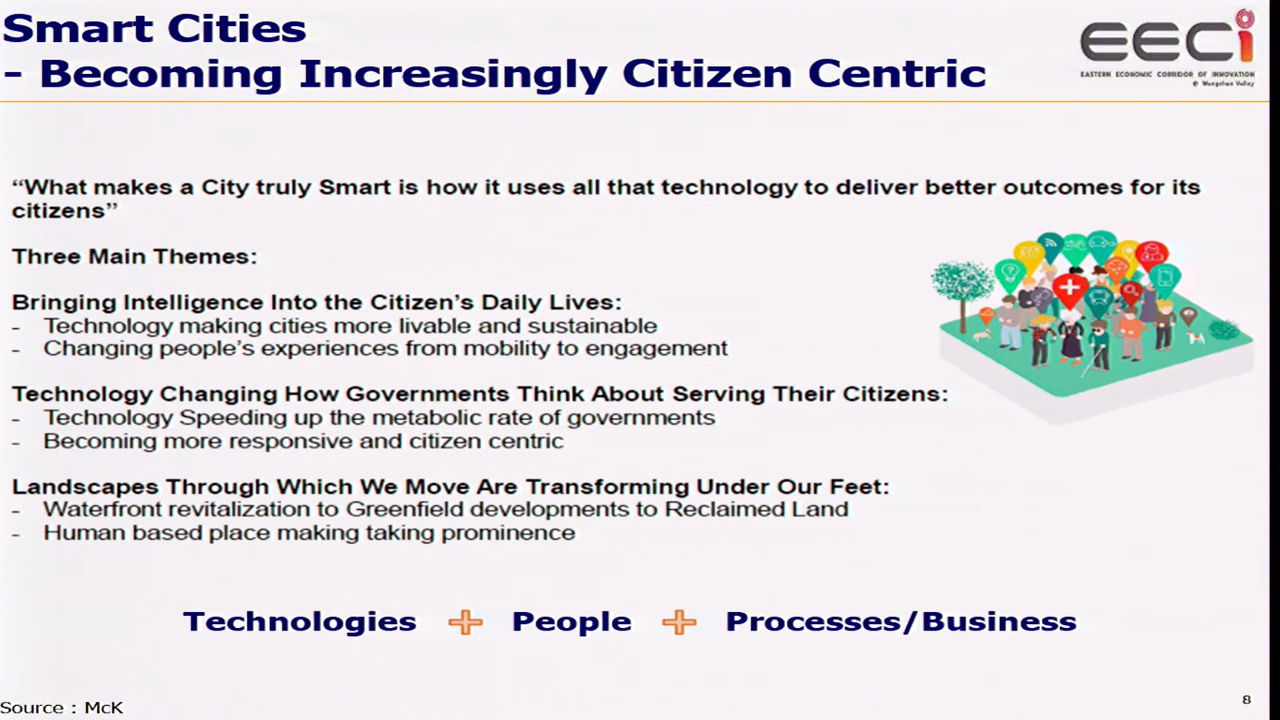 Smart Cities
- Becoming Increasingly Citizen Centric
EECi
EASTERN ECONOMIC CORRIDOR OF INNOVATION
@ Wangchan Valley
“What makes a City truly Smart is how it uses all that technology to deliver better outcomes for its
citizens”
Three Main Themes:
Bringing Intelligence Into the Citizen’s Daily Lives:
- Technology making cities more livable and sustainable
- Changing people’s experiences from mobility to engagement
Technology Changing How Governments Think About Serving Their Citizens:
- Technology Speeding up the metabolic rate of governments
- Becoming more responsive and citizen centric
Landscapes Through Which We Move Are Transforming Under Our Feet:
- Waterfront revitalization to Greenfield developments to Reclaimed Land
- Human based place making taking prominence
Technologies + People + Processes/Business
Source : McK
8